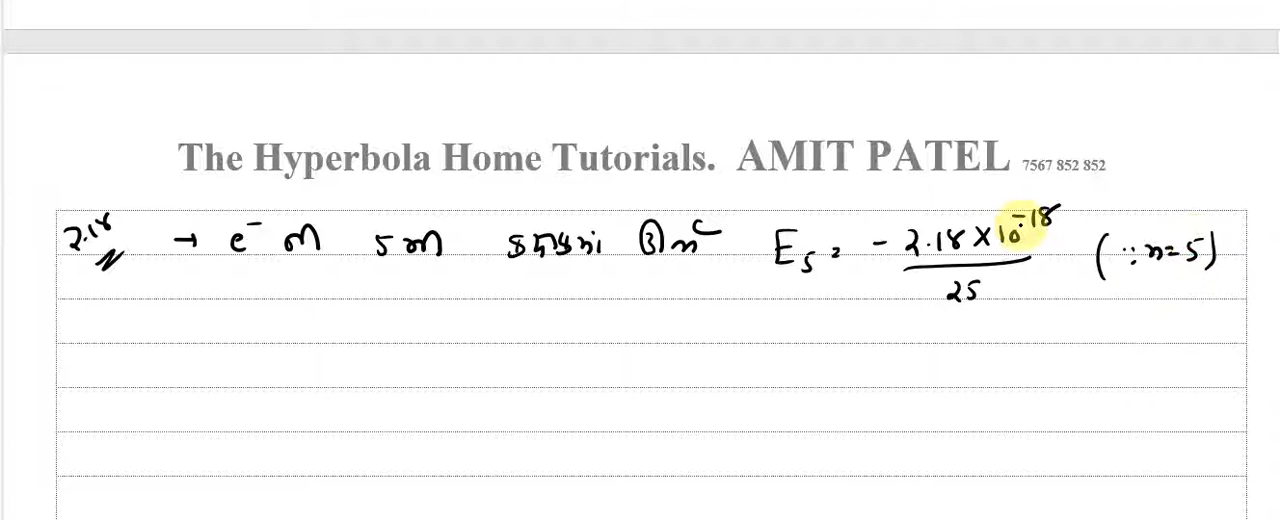 The Hyperbola Home Tutorials. AMIT PATEL 7567 852 852
2.18 → e⁻ ની 5 મી કક્ષામાં ઊર્જા E₅ = - 2.18 × 10⁻¹⁸ / 25 (∵ n = 5)